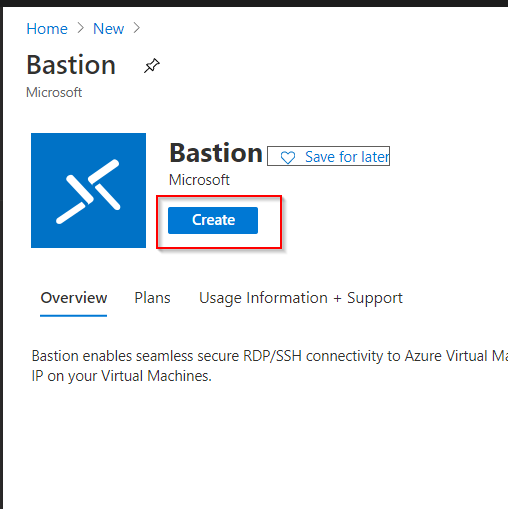 Home > New >
Bastion
Microsoft
Bastion
Save for later
Microsoft
Create
Overview Plans Usage Information + Support
Bastion enables seamless secure RDP/SSH connectivity to Azure Virtual Ma
IP on your Virtual Machines.